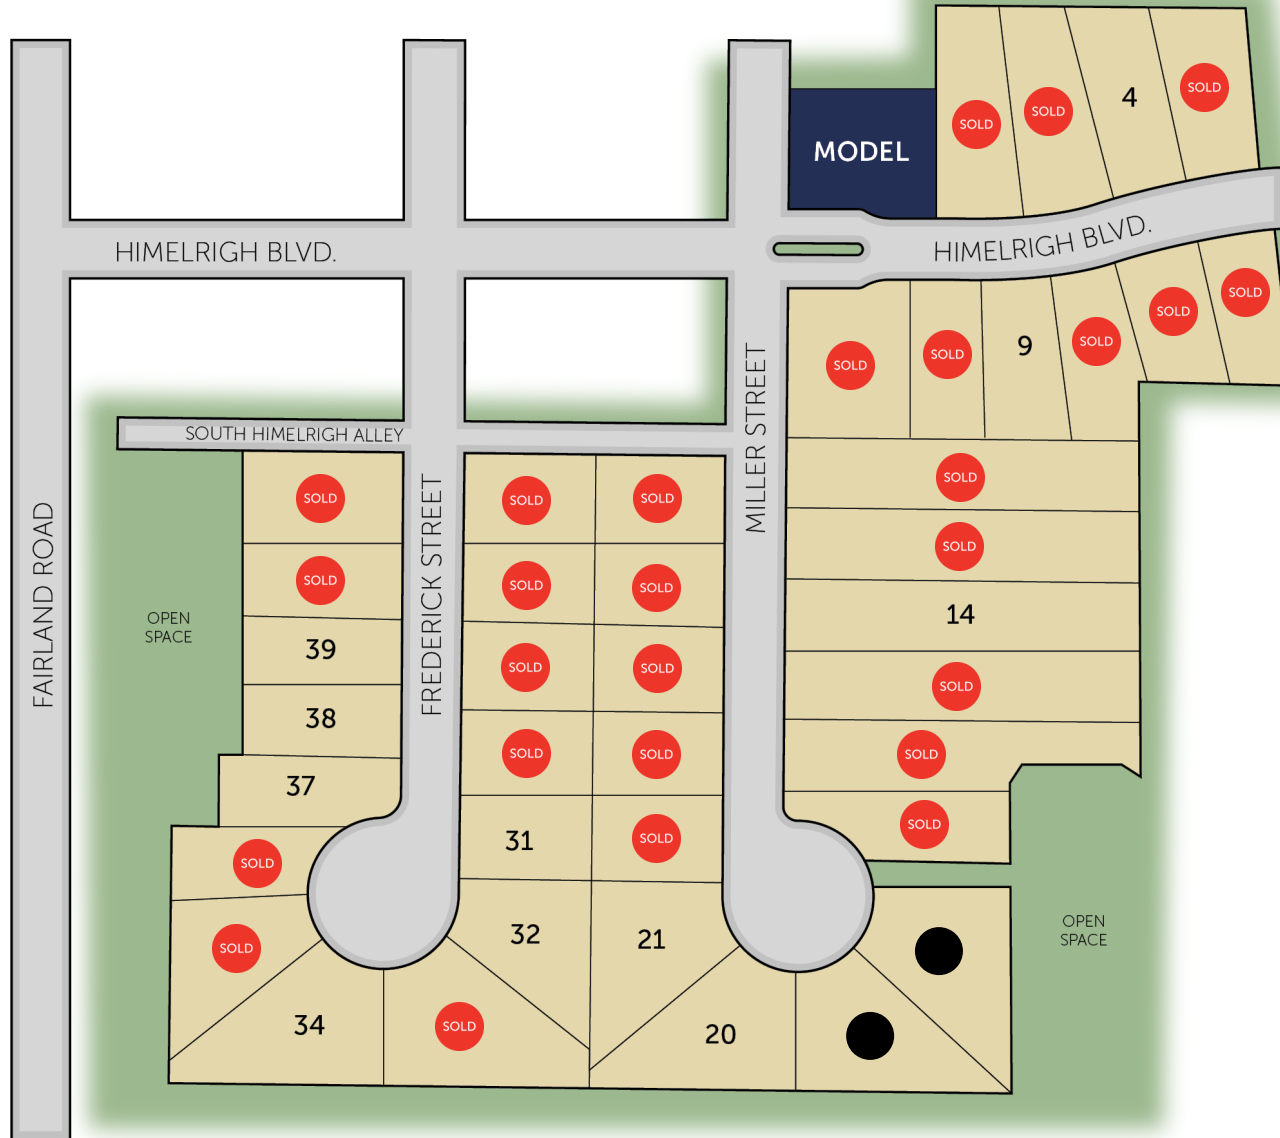 SOLD
SOLD
4
SOLD
MODEL
HIMELRIGH BLVD.
HIMELRIGH BLVD.
SOLD
SOLD
9
SOLD
SOLD
SOLD
MILLER STREET
SOUTH HIMELRIGH ALLEY
FREDERICK STREET
FAIRLAND ROAD
SOLD
SOLD
SOLD
SOLD
SOLD
SOLD
SOLD
SOLD
OPEN
SPACE
14
39
SOLD
SOLD
SOLD
38
SOLD
SOLD
SOLD
37
SOLD
31
SOLD
SOLD
OPEN
SPACE
SOLD
32
21
34
SOLD
20